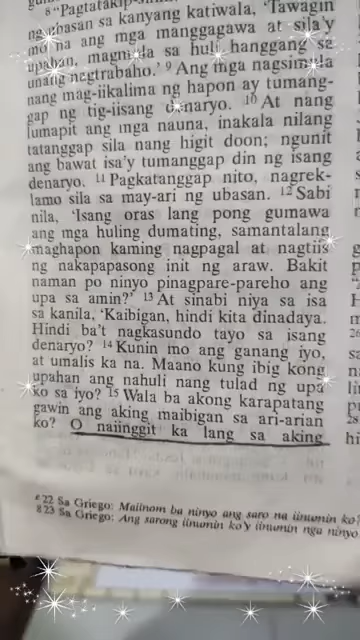 8 "Pagtatakip-
ng ubasan sa kanyang katiwala, 'Tawagin
mo na ang mga manggagawa at sila'y
upahan, magmula sa huli hanggang sa
unang nagtrabaho.' 9 Ang mga nagsimula
nang mag-iikalima ng hapon ay tumang-
gap ng tig-iisang denaryo. 10 At nang
lumapit ang mga nauna, inakala nilang
tatanggap sila nang higit doon; ngunit
ang bawat isa'y tumanggap din ng isang
denaryo. 11 Pagkatanggap nito, nagrek-
lamo sila sa may-ari ng ubasan. 12 Sabi
nila, 'Isang oras lang pong gumawa
ang mga huling dumating, samantalang
maghapon kaming nagpagal at nagtiis
ng nakapapasong init ng araw. Bakit
naman po ninyo pinagpare-pareho ang
upa sa amin?' 13 At sinabi niya sa isa
sa kanila, 'Kaibigan, hindi kita dinadaya.
Hindi ba't nagkasundo tayo sa isang
denaryo? 14 Kunin mo ang ganang iyo,
at umalis ka na. Maano kung ibig kong
upahan ang nahuli nang tulad ng upa
ko sa iyo? 15 Wala ba akong karapatang
gawin ang aking maibigan sa ari-arian
ko? O naiinggit ka lang sa aking
f 22 Sa Griego: Maiinom ba ninyo ang saro na iinumin ko?
g 23 Sa Griego: Ang sarong iinumin ko'y iinumin nga ninyo